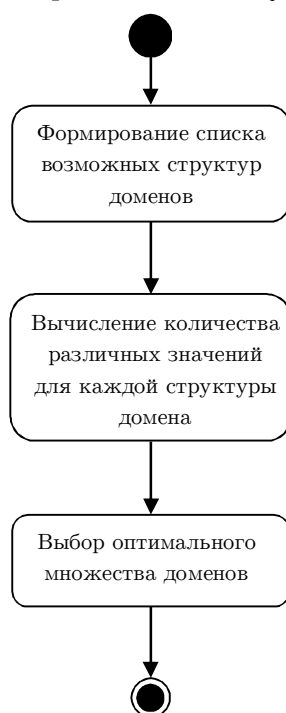 Формирование списка
возможных структур
доменов
Вычисление количества
различных значений
для каждой структуры
домена
Выбор оптимального
множества доменов